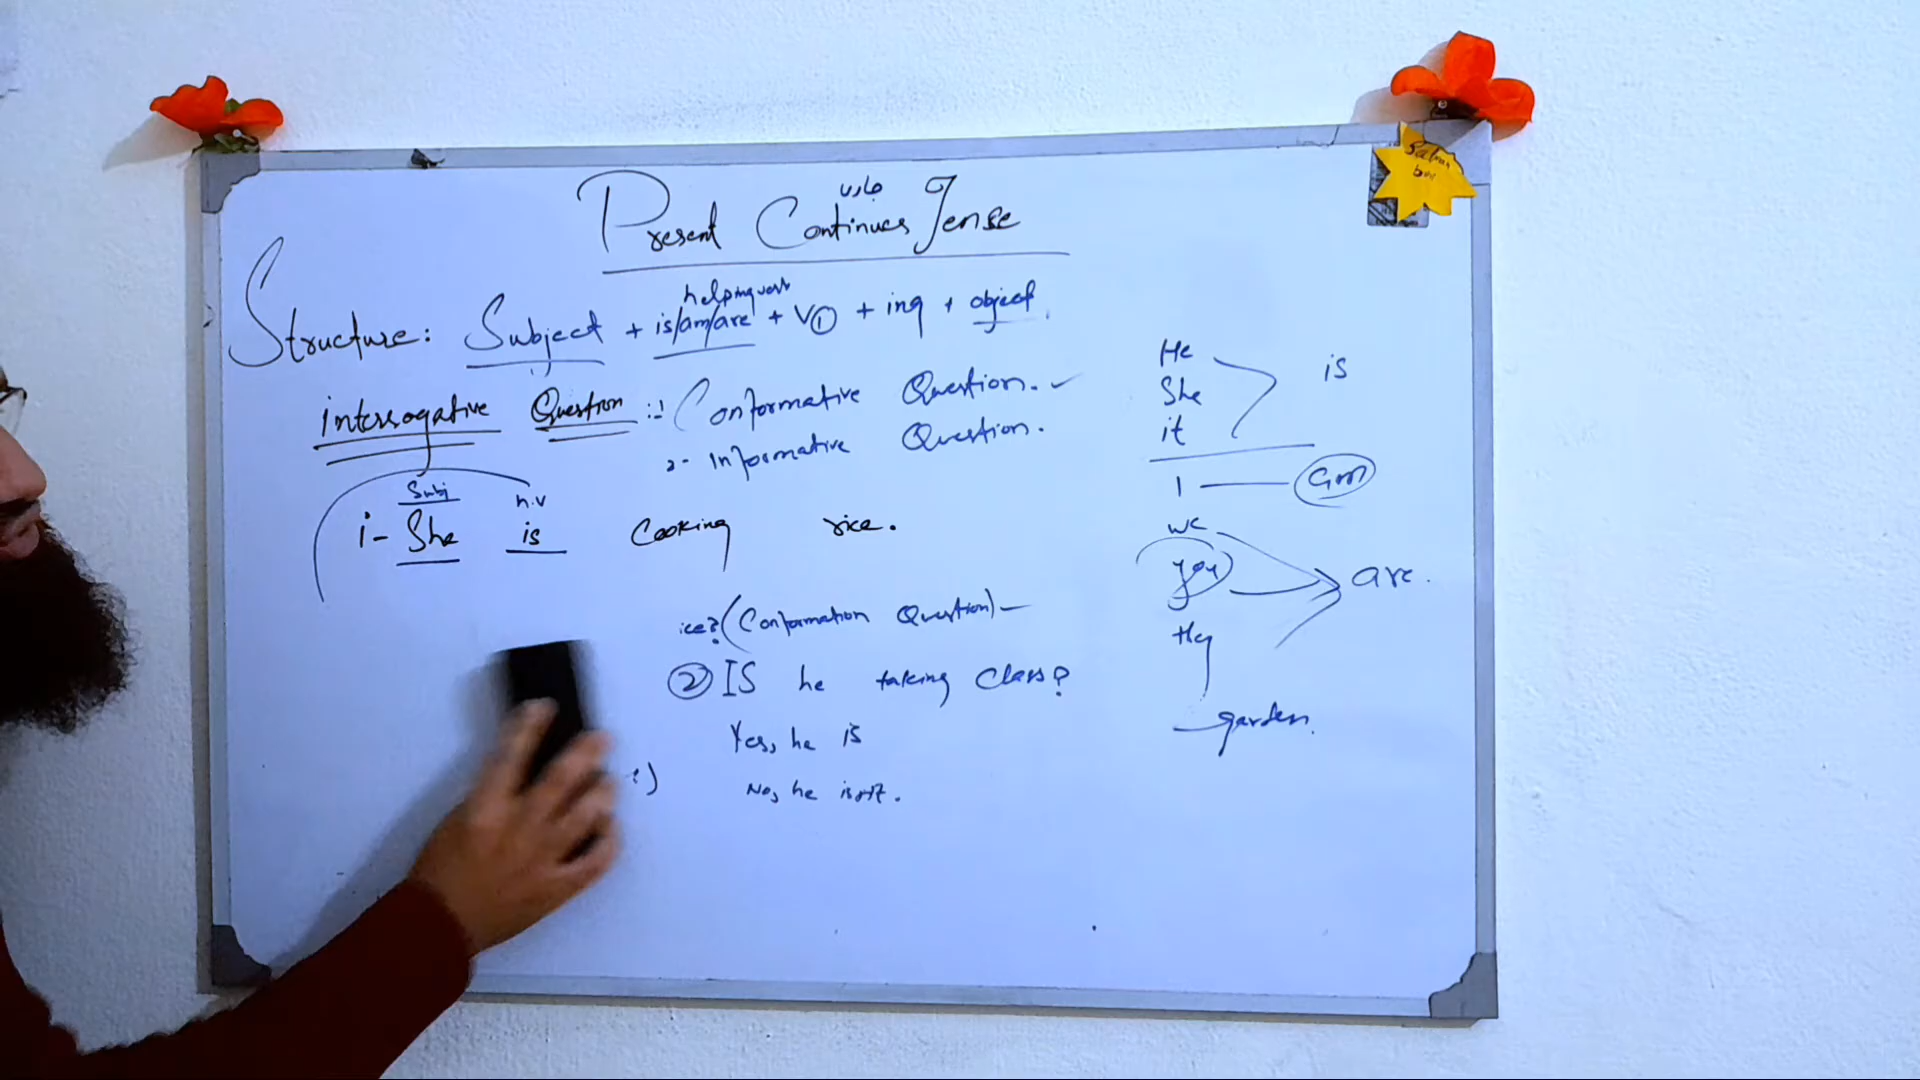 جاری
Present Continues Tense
helping verb
Structure: Subject + is/am/are + V① + ing + object.
interrogative Question :-1 Conformative Question.
2- informative Question.
Subj h.v
i- She is Cooking rice.
ice? (Conformation Question)
② IS he taking Class?
Yes, he is
No, he isn't.
:)
He
She
it
is
I am
we
you
they
are.
garden.